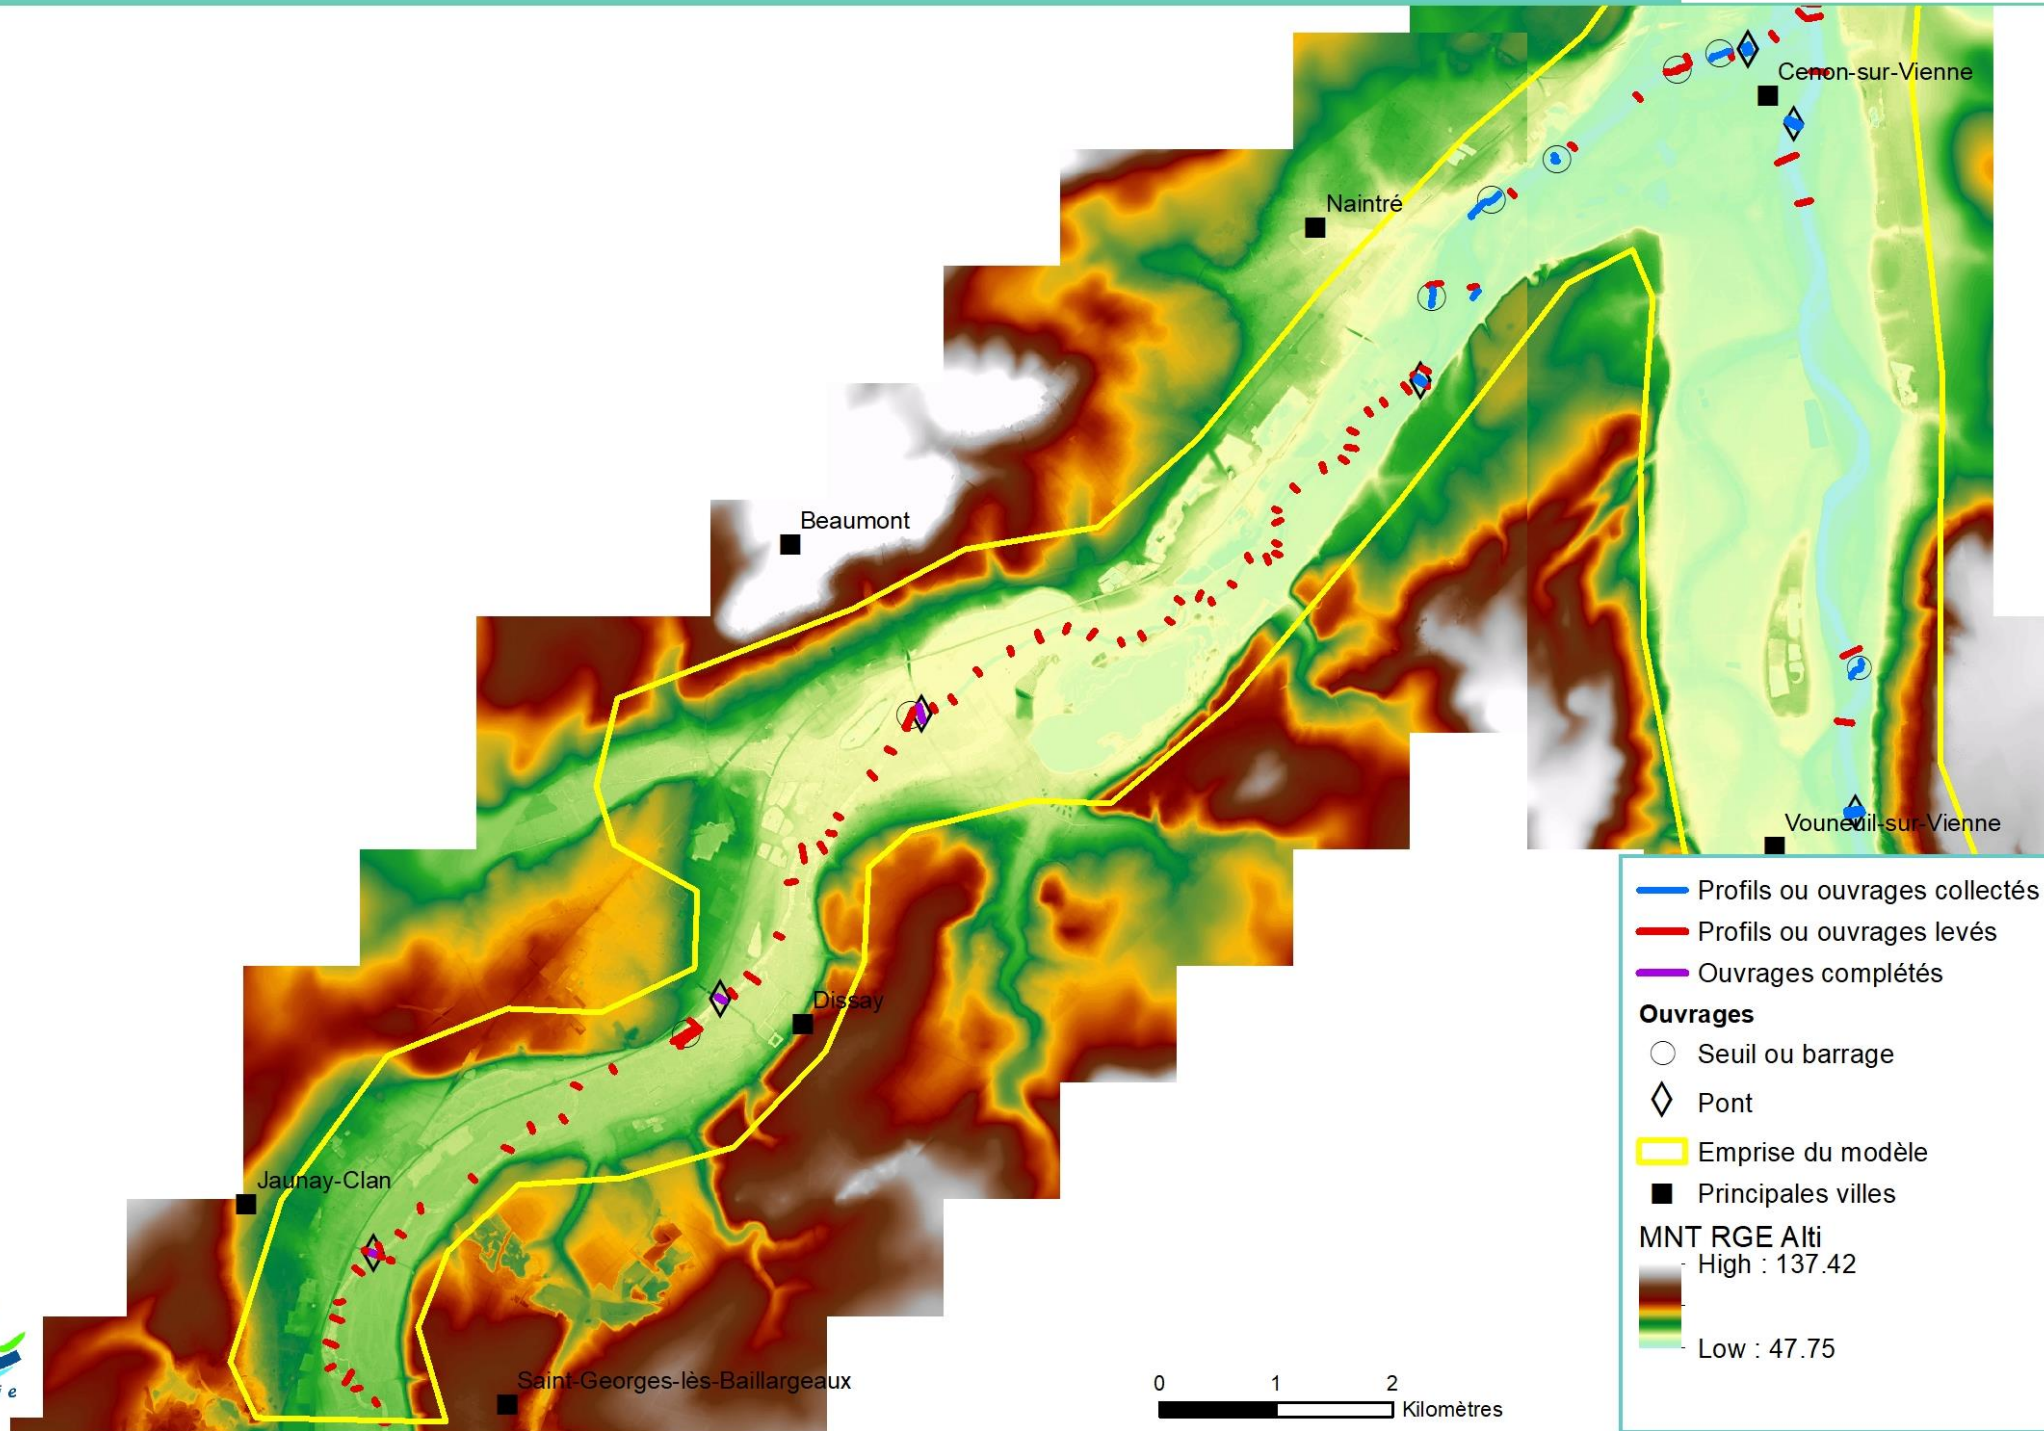 Cenon-sur-Vienne
Naintré
Beaumont
Vouneuil-sur-Vienne
Dissay
Jaunay-Clan
Saint-Georges-lès-Baillargeaux
Profils ou ouvrages collectés
Profils ou ouvrages levés
Ouvrages complétés
Ouvrages
Seuil ou barrage
Pont
Emprise du modèle
Principales villes
MNT RGE Alti
High : 137.42
Low : 47.75
0 1 2
Kilomètres